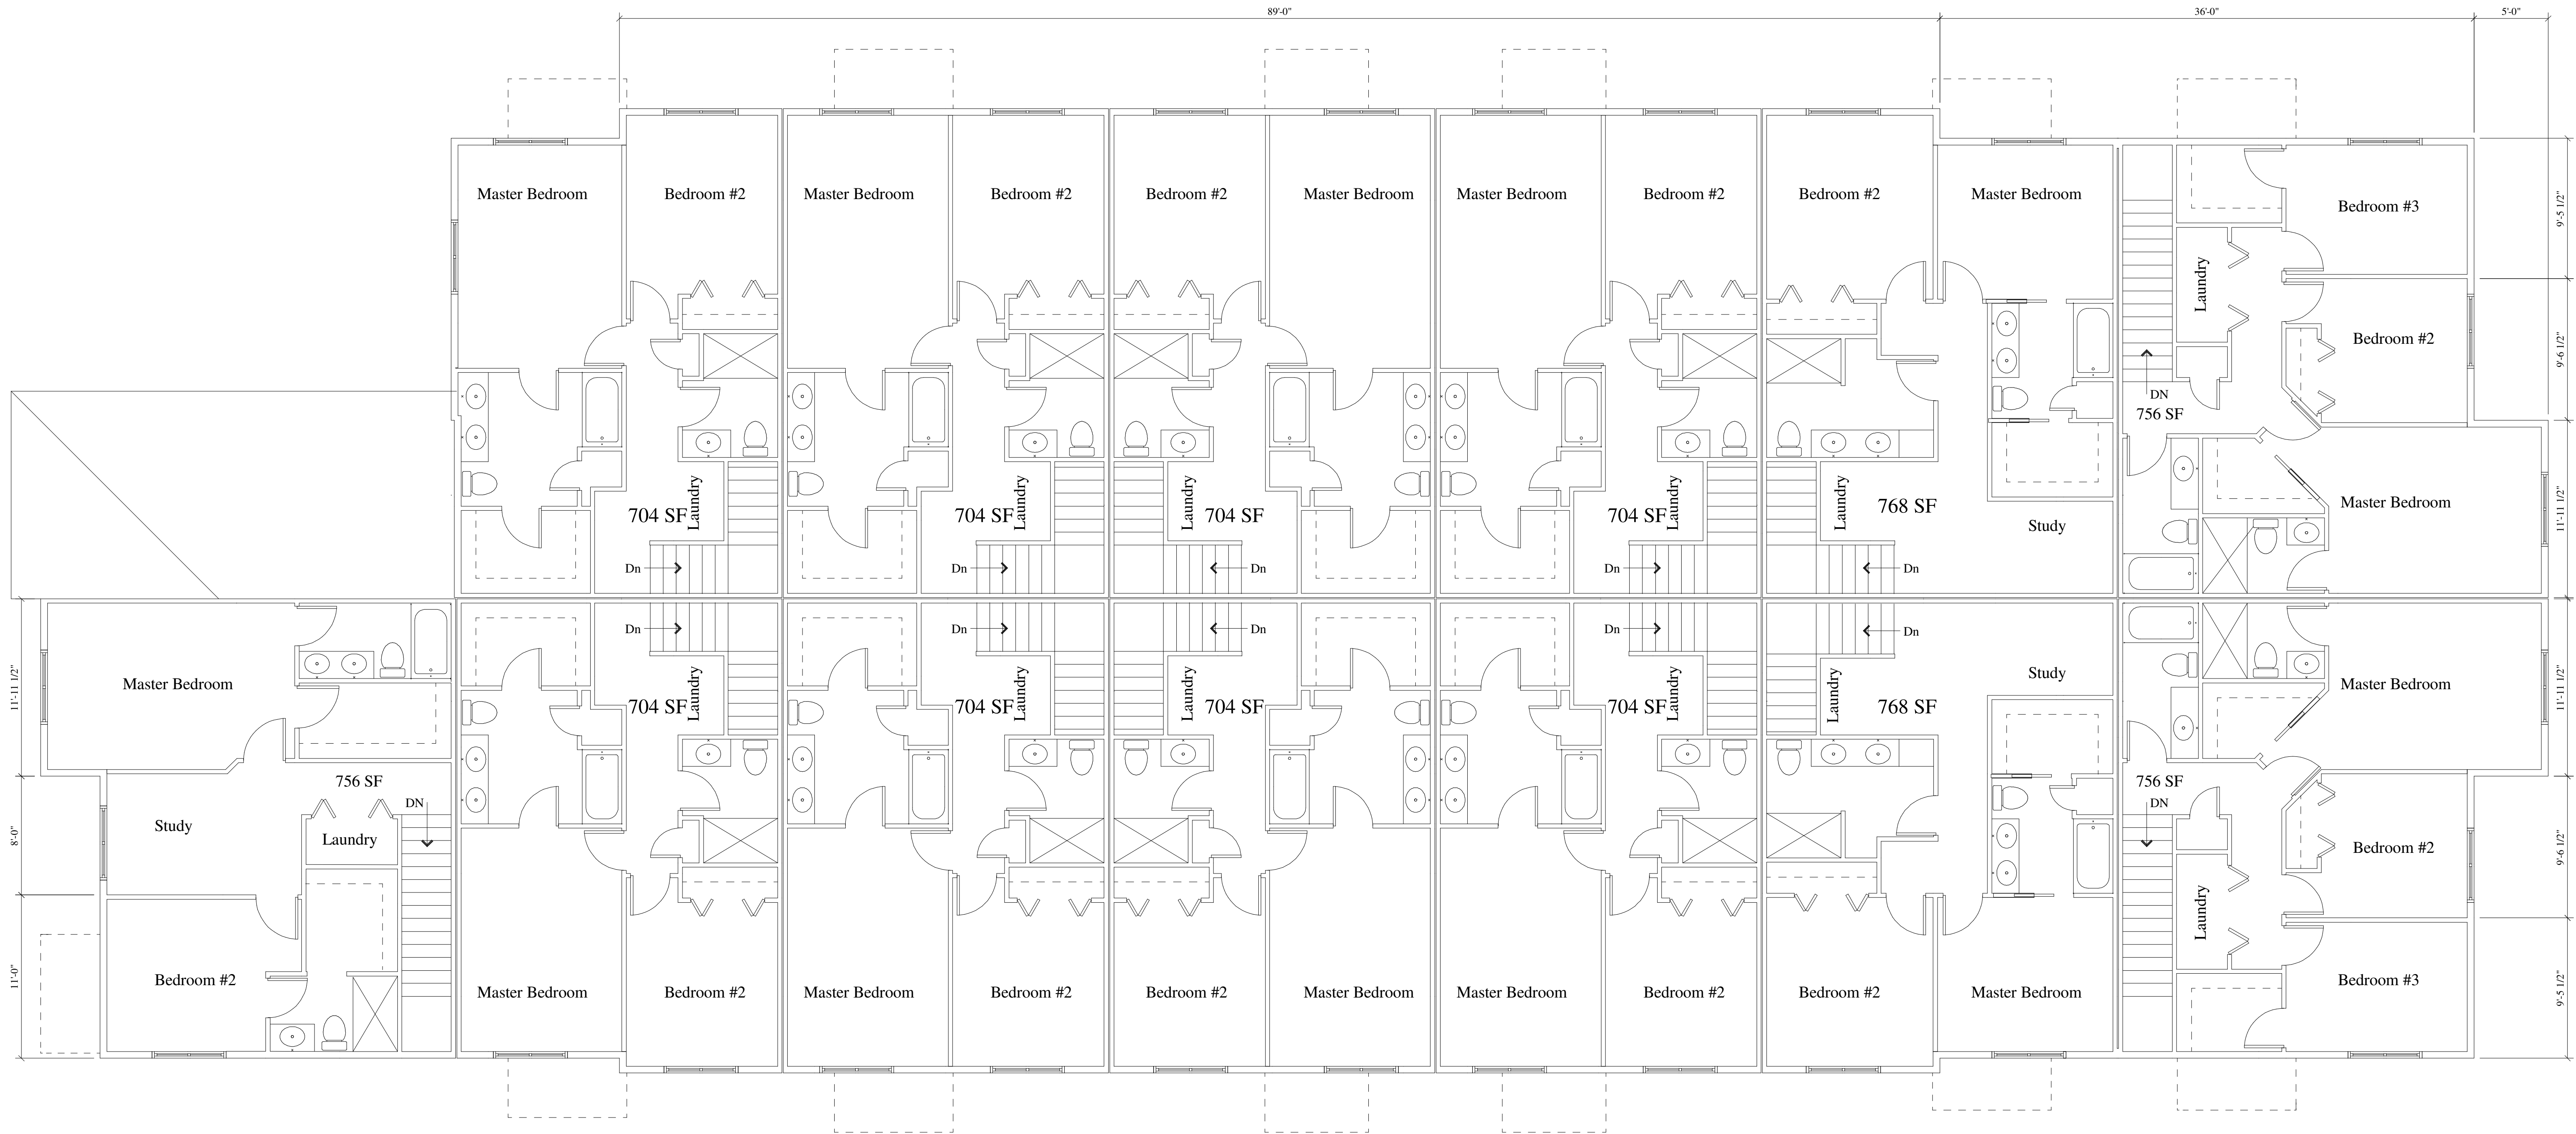 89'-0"
36'-0"
5'-0"
Master Bedroom
Bedroom #2
Master Bedroom
Bedroom #2
Bedroom #2
Master Bedroom
Master Bedroom
Bedroom #2
Bedroom #2
Master Bedroom
Bedroom #3
9'-5 1/2"
Laundry
Bedroom #2
9'-6 1/2"
DN
756 SF
704 SF
Laundry
704 SF
Laundry
Laundry
704 SF
704 SF
Laundry
Laundry
768 SF
Study
Master Bedroom
11'-11 1/2"
Dn
Dn
Dn
Dn
Dn
Dn
Dn
Dn
Dn
Dn
11'-11 1/2"
Master Bedroom
704 SF
Laundry
704 SF
Laundry
Laundry
704 SF
704 SF
Laundry
Laundry
768 SF
Study
Master Bedroom
11'-11 1/2"
756 SF
DN
756 SF
DN
8'-0"
Study
Laundry
Bedroom #2
9'-6 1/2"
Laundry
11'-0"
Bedroom #2
Master Bedroom
Bedroom #2
Master Bedroom
Bedroom #2
Bedroom #2
Master Bedroom
Master Bedroom
Bedroom #2
Bedroom #2
Master Bedroom
Bedroom #3
9'-5 1/2"